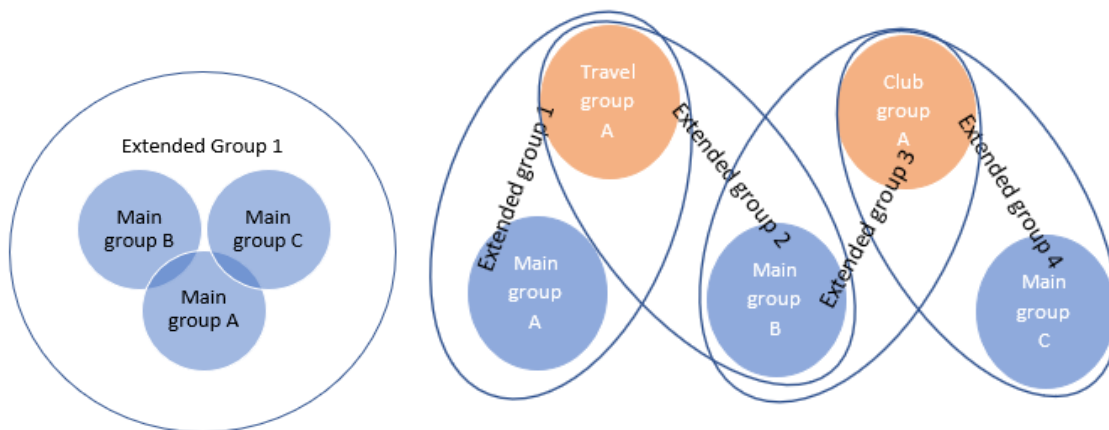 Extended Group 1
Main
group B
Main
group C
Main
group A
Travel
group
A
Club
group
A
Extended group 1
Extended group 2
Extended group 3
Extended group 4
Main
group
A
Main
group
B
Main
group
C